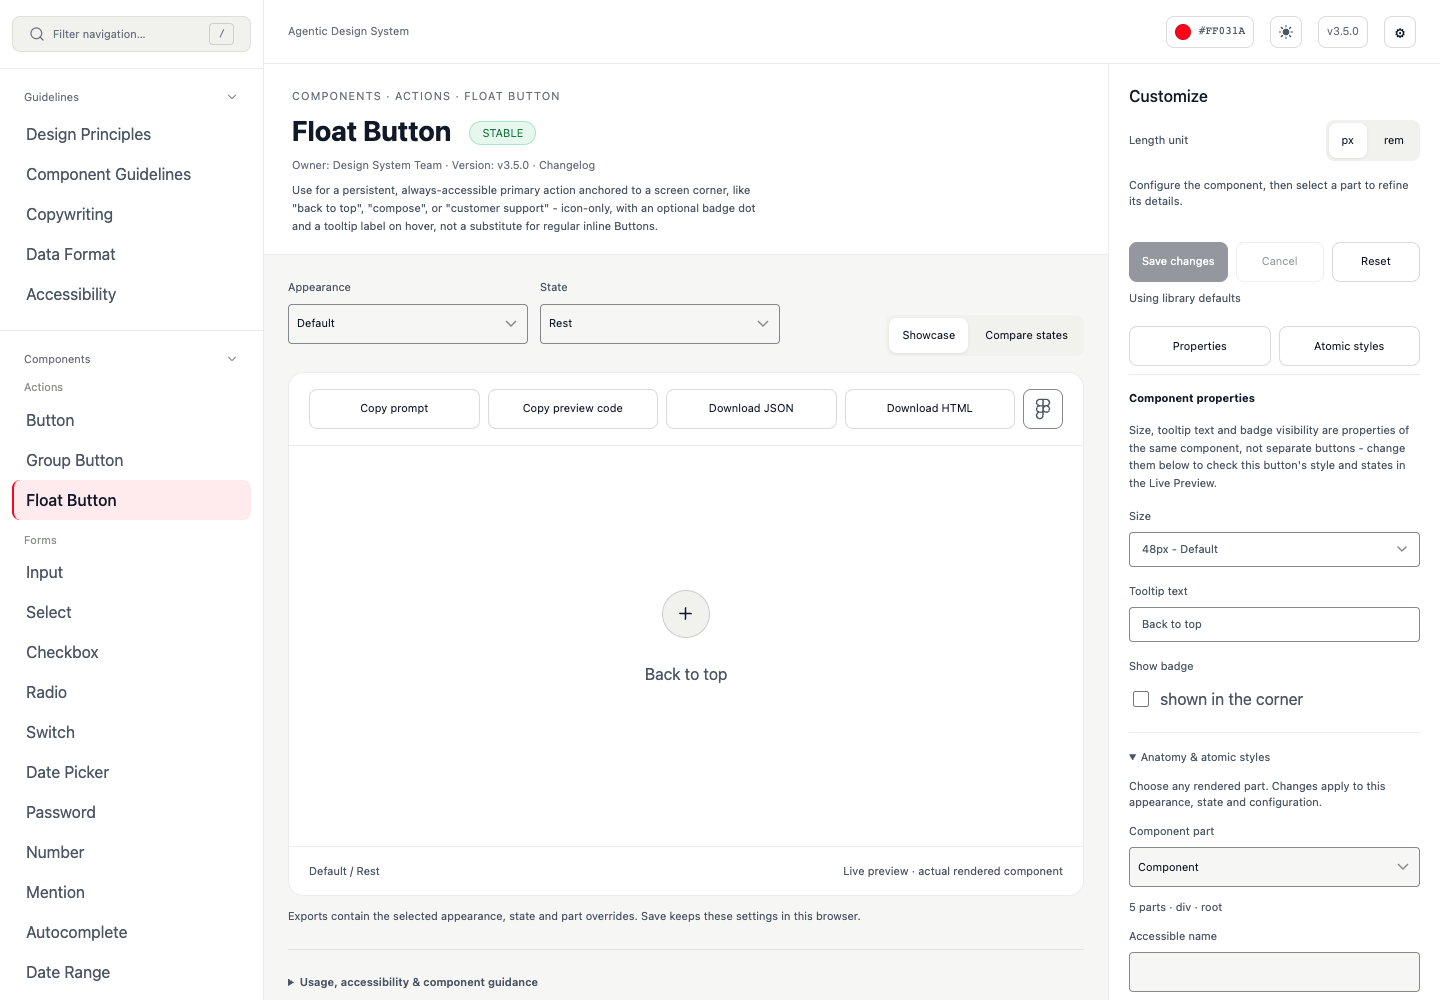 Filter navigation...
/
Guidelines
Design Principles
Component Guidelines
Copywriting
Data Format
Accessibility
Components
Actions
Button
Group Button
Float Button
Forms
Input
Select
Checkbox
Radio
Switch
Date Picker
Password
Number
Mention
Autocomplete
Date Range
Agentic Design System
#FF031A
v3.5.0
COMPONENTS · ACTIONS · FLOAT BUTTON
Float Button
STABLE
Owner: Design System Team · Version: v3.5.0 · Changelog
Use for a persistent, always-accessible primary action anchored to a screen corner, like
"back to top", "compose", or "customer support" - icon-only, with an optional badge dot
and a tooltip label on hover, not a substitute for regular inline Buttons.
Appearance
State
Default
Rest
Showcase
Compare states
Copy prompt
Copy preview code
Download JSON
Download HTML
Back to top
Default / Rest
Live preview · actual rendered component
Exports contain the selected appearance, state and part overrides. Save keeps these settings in this browser.
Usage, accessibility & component guidance
Customize
Length unit
px
rem
Configure the component, then select a part to refine
its details.
Save changes
Cancel
Reset
Using library defaults
Properties
Atomic styles
Component properties
Size, tooltip text and badge visibility are properties of
the same component, not separate buttons - change
them below to check this button's style and states in
the Live Preview.
Size
48px - Default
Tooltip text
Back to top
Show badge
shown in the corner
Anatomy & atomic styles
Choose any rendered part. Changes apply to this
appearance, state and configuration.
Component part
Component
5 parts · div · root
Accessible name